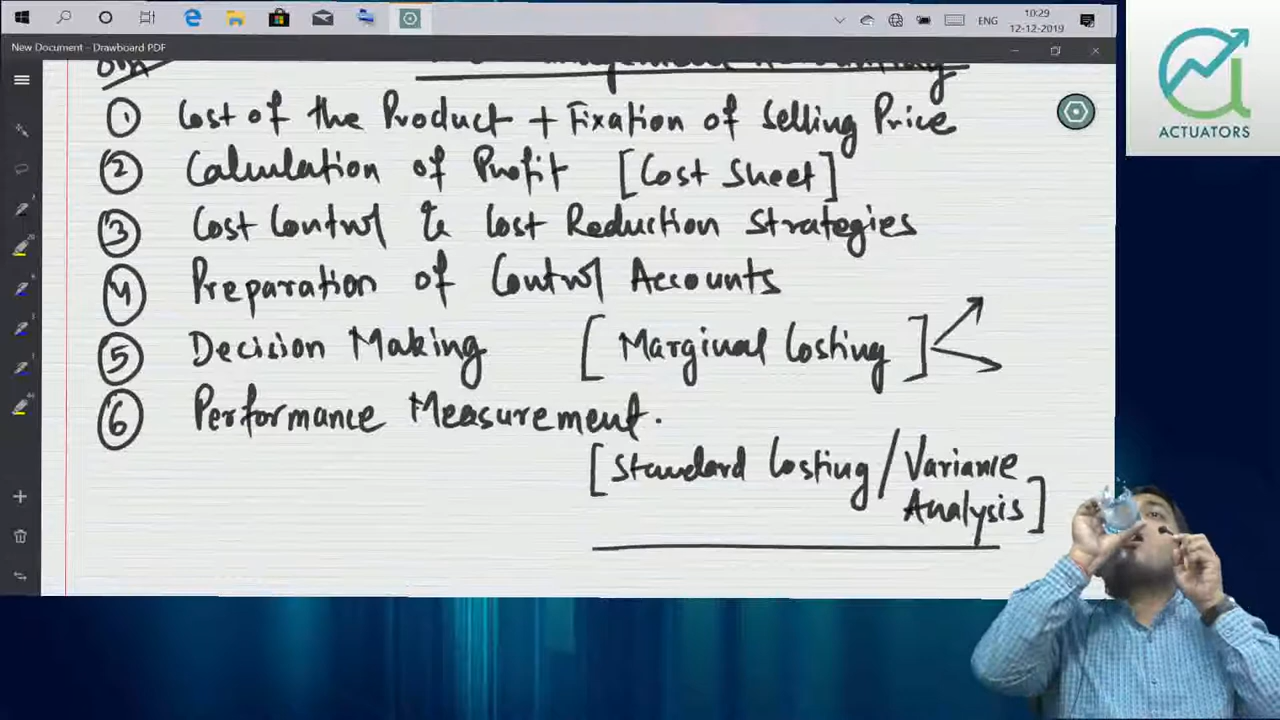 10:29
ENG
12-12-2019
New Document - Drawboard PDF
ACTUATORS
① Cost of the Product + Fixation of Selling Price
② Calculation of Profit [Cost Sheet]
③ Cost Control & Cost Reduction Strategies
④ Preparation of Control Accounts
⑤ Decision Making [Marginal Costing]
⑥ Performance Measurement.
[Standard Costing / Variance
Analysis]